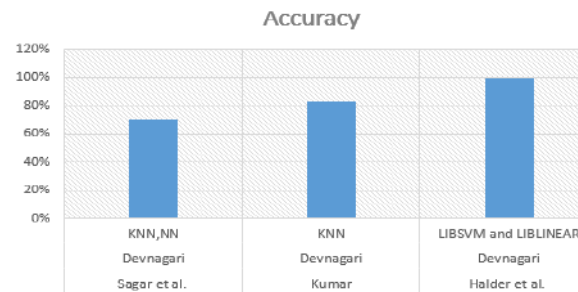 Accuracy
120%
100%
80%
60%
40%
20%
0%
KNN,NN KNN LIBSVM and LIBLINEAR
Devnagari Devnagari Devnagari
Sagar et al. Kumar Halder et al.